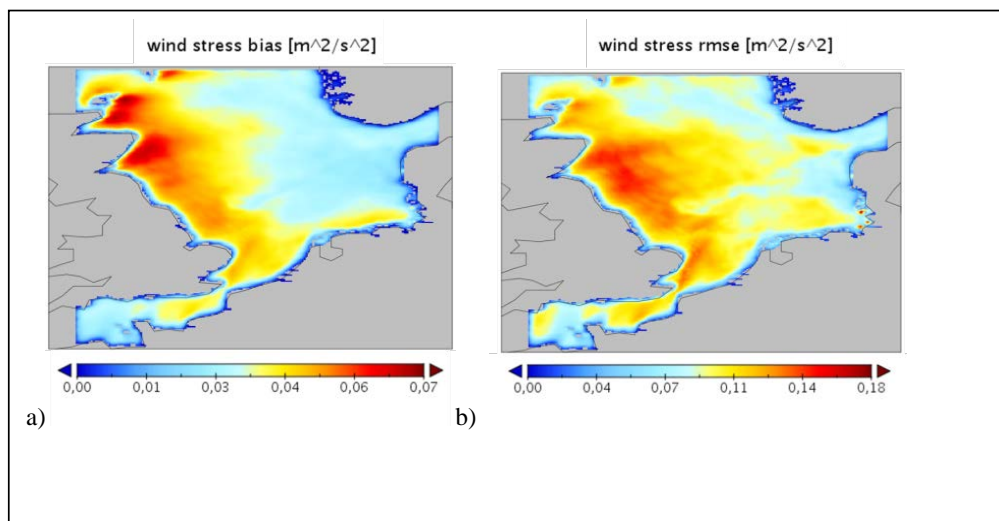 wind stress bias [m^2/s^2]
wind stress rmse [m^2/s^2]
0,00 0,01 0,03 0,04 0,06 0,07
0,00 0,04 0,07 0,11 0,14 0,18
a)
b)